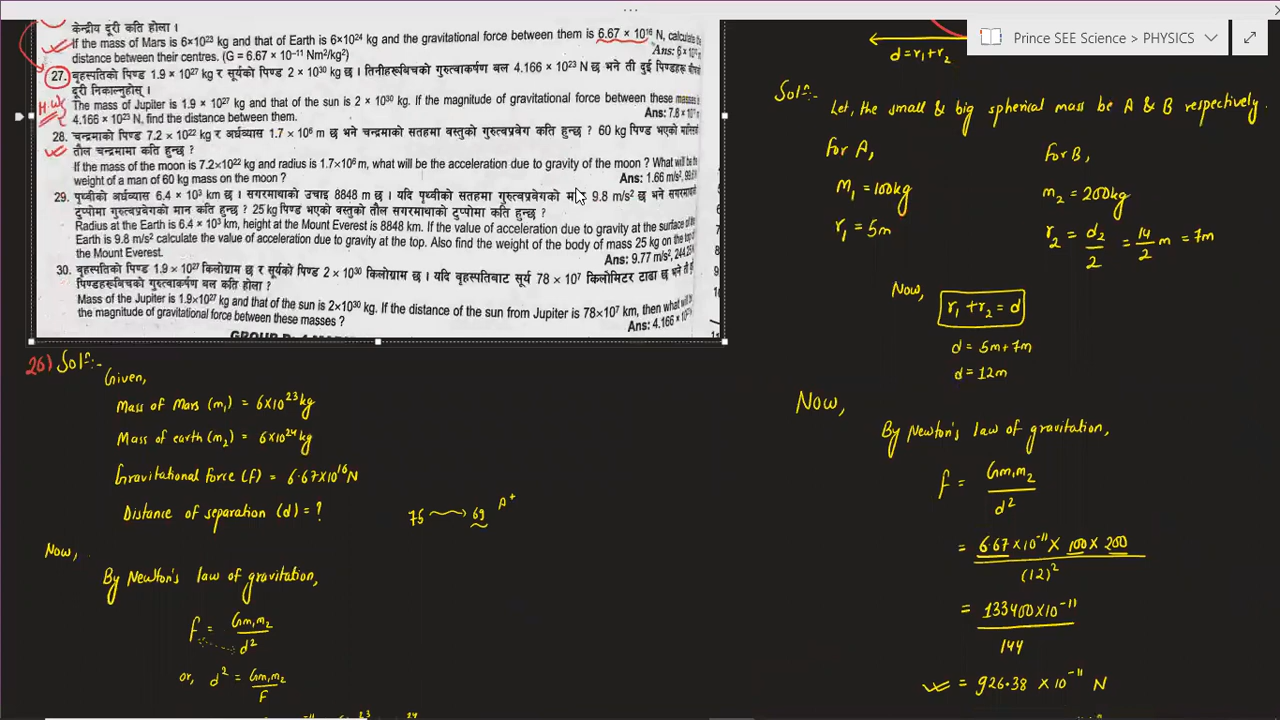 केन्द्रीय दूरी कति होला ।
If the mass of Mars is 6×10²³ kg and that of Earth is 6×10²⁴ kg and the gravitational force between them is 6.67 × 10¹⁶ N, calculate the
distance between their centres. (G = 6.67 × 10⁻¹¹ Nm²/kg²)
27. बृहस्पतिको पिण्ड 1.9 × 10²⁷ kg र सूर्यको पिण्ड 2 × 10³⁰ kg छ । तिनीहरूबिचको गुरुत्वाकर्षण बल 4.166 × 10²³ N छ भने ती दुई पिण्डहरू बीचको
दूरी निकाल्नुहोस् ।
H.W
The mass of Jupiter is 1.9 × 10²⁷ kg and that of the sun is 2 × 10³⁰ kg. If the magnitude of gravitational force between these masses is
4.166 × 10²³ N, find the distance between them.
28. चन्द्रमाको पिण्ड 7.2 × 10²² kg र अर्धव्यास 1.7 × 10⁶ m छ भने चन्द्रमाको सतहमा वस्तुको गुरुत्वप्रवेग कति हुन्छ ? 60 kg पिण्ड भएको मानिसको
तौल चन्द्रमामा कति हुन्छ ?
If the mass of the moon is 7.2×10²² kg and radius is 1.7×10⁶m, what will be the acceleration due to gravity of the moon ? What will be the
weight of a man of 60 kg mass on the moon ?
Ans: 1.66 m/s², 99.6
29. पृथ्वीको अर्धव्यास 6.4 × 10³ km छ । सगरमाथाको उचाइ 8848 m छ । यदि पृथ्वीको सतहमा गुरुत्वप्रवेगको 9.8 m/s² छ भने
टुप्पोमा गुरुत्वप्रवेगको मान कति हुन्छ ? 25 kg पिण्ड भएको वस्तुको तौल सगरमाथाको टुप्पोमा कति हुन्छ ?
Radius at the Earth is 6.4 × 10³ km, height at the Mount Everest is 8848 km. If the value of acceleration due to gravity at the surface of the
Earth is 9.8 m/s² calculate the value of acceleration due to gravity at the top. Also find the weight of the body of mass 25 kg on the top
the Mount Everest.
Ans: 9.77 m/s², 244.25
30. बृहस्पतिको पिण्ड 1.9 × 10²⁷ किलोग्राम छ र सूर्यको पिण्ड 2 × 10³⁰ किलोग्राम छ । यदि बृहस्पतिबाट सूर्य 78 × 10⁷ किलोमिटर टाढा छ भने ती दुई
पिण्डहरूबिचको गुरुत्वाकर्षण बल कति होला ?
Mass of the Jupiter is 1.9×10²⁷ kg and that of the sun is 2×10³⁰ kg. If the distance of the sun from Jupiter is 78×10⁷ km, then what will
the magnitude of gravitational force between these masses ?
26) Solⁿ:-
Given,
Mass of Mars (m₁) = 6×10²³kg
Mass of earth (m₂) = 6×10²⁴kg
Gravitational Force (f) = 6.67×10¹⁶N
Distance of separation (d) = ?
75 → 69 A⁺
Now,
By Newton's law of gravitation,
f = Gm₁m₂ / d²
or, d² = Gm₁m₂ / F
Prince SEE Science > PHYSICS
d = r₁ + r₂
Solⁿ:-
Let, the small & big spherical mass be A & B respectively.
For A,
m₁ = 100kg
r₁ = 5m
For B,
m₂ = 200kg
r₂ = d₂/2 = 14/2 m = 7m
Now,
r₁ + r₂ = d
d = 5m+7m
d = 12m
Now,
By Newton's law of gravitation,
f = Gm₁m₂ / d²
= 6.67×10⁻¹¹ × 100 × 200 / (12)²
= 133400×10⁻¹¹ / 144
= 926.38 × 10⁻¹¹ N